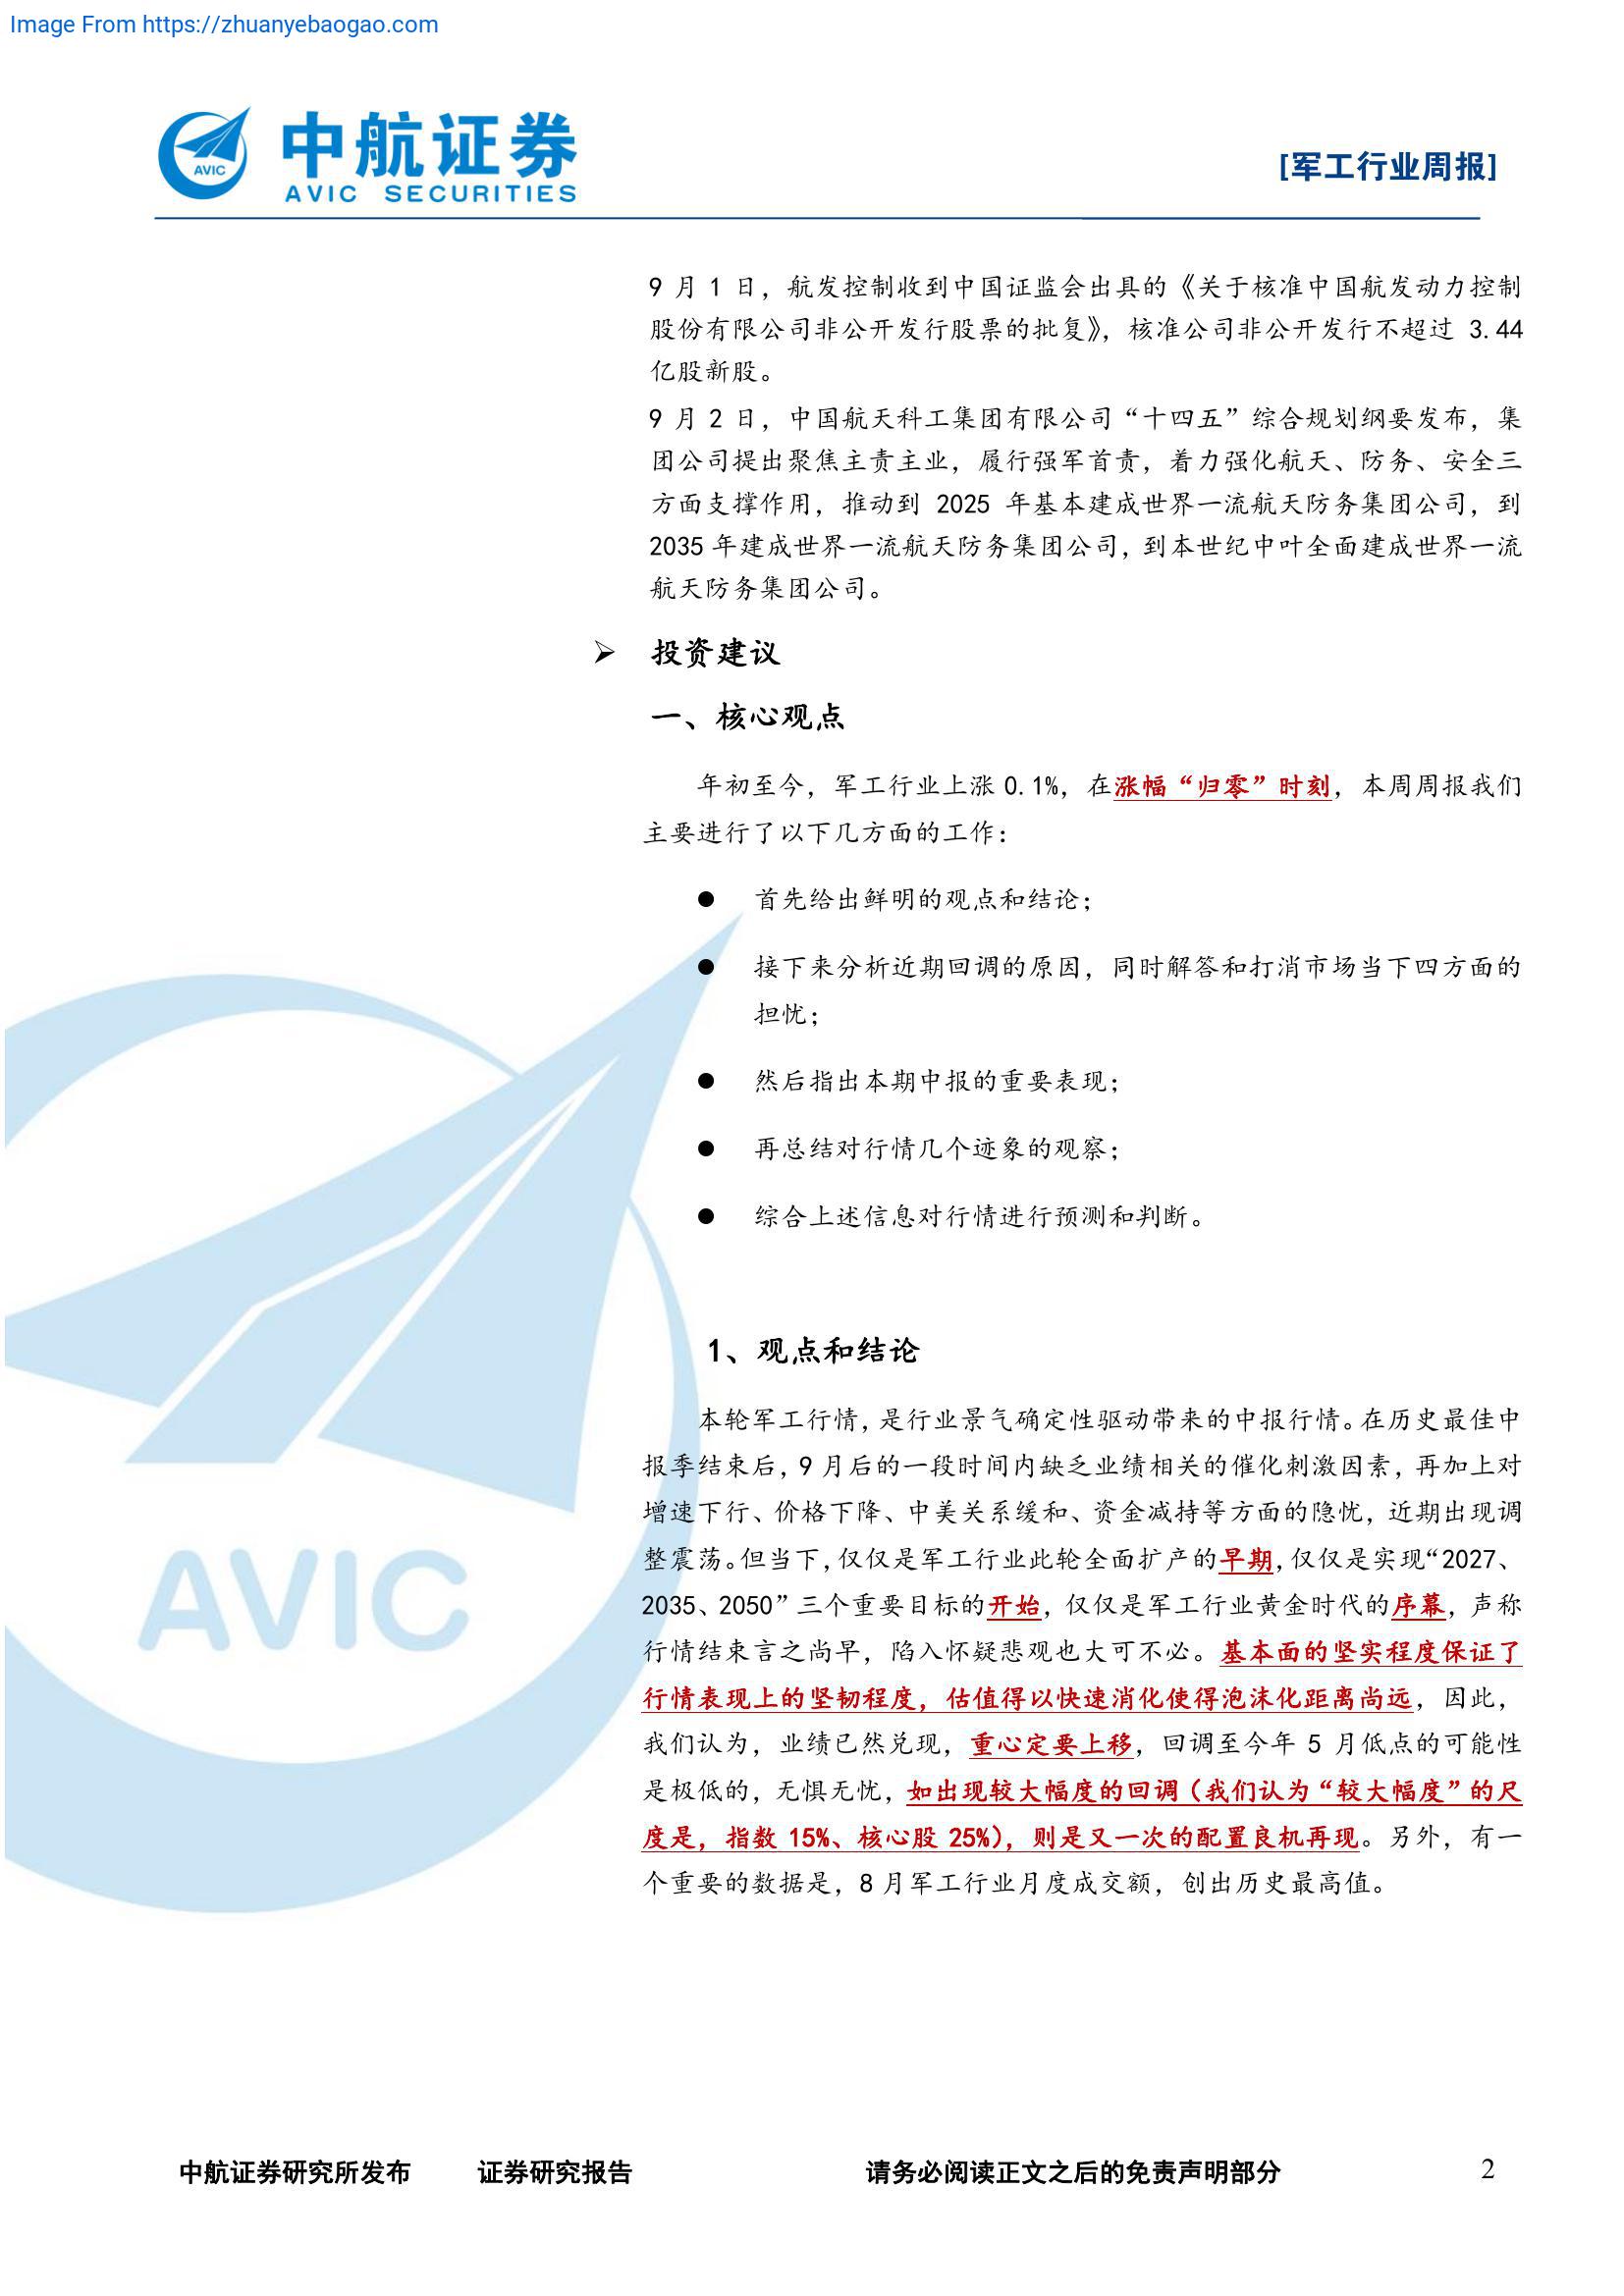 Image From https://zhuanyebaogao.com
AVIC
中航证券
AVIC SECURITIES
[军工行业周报]
9 月 1 日，航发控制收到中国证监会出具的《关于核准中国航发动力控制
股份有限公司非公开发行股票的批复》，核准公司非公开发行不超过 3.44
亿股新股。
9 月 2 日，中国航天科工集团有限公司“十四五”综合规划纲要发布，集
团公司提出聚焦主责主业，履行强军首责，着力强化航天、防务、安全三
方面支撑作用，推动到 2025 年基本建成世界一流航天防务集团公司，到
2035 年建成世界一流航天防务集团公司，到本世纪中叶全面建成世界一流
航天防务集团公司。
➢ 投资建议
一、核心观点
年初至今，军工行业上涨 0.1%，在涨幅“归零”时刻，本周周报我们
主要进行了以下几方面的工作：
● 首先给出鲜明的观点和结论；
● 接下来分析近期回调的原因，同时解答和打消市场当下四方面的
担忧；
● 然后指出本期中报的重要表现；
● 再总结对行情几个迹象的观察；
● 综合上述信息对行情进行预测和判断。
1、观点和结论
本轮军工行情，是行业景气确定性驱动带来的中报行情。在历史最佳中
报季结束后，9 月后的一段时间内缺乏业绩相关的催化刺激因素，再加上对
增速下行、价格下降、中美关系缓和、资金减持等方面的隐忧，近期出现调
整震荡。但当下，仅仅是军工行业此轮全面扩产的早期，仅仅是实现“2027、
2035、2050”三个重要目标的开始，仅仅是军工行业黄金时代的序幕，声称
行情结束言之尚早，陷入怀疑悲观也大可不必。基本面的坚实程度保证了
行情表现上的坚韧程度，估值得以快速消化使得泡沫化距离尚远，因此，
我们认为，业绩已然兑现，重心定要上移，回调至今年 5 月低点的可能性
是极低的，无惧无忧，如出现较大幅度的回调（我们认为“较大幅度”的尺
度是，指数 15%、核心股 25%），则是又一次的配置良机再现。另外，有一
个重要的数据是，8 月军工行业月度成交额，创出历史最高值。
AVIC
中航证券研究所发布 证券研究报告 请务必阅读正文之后的免责声明部分 2